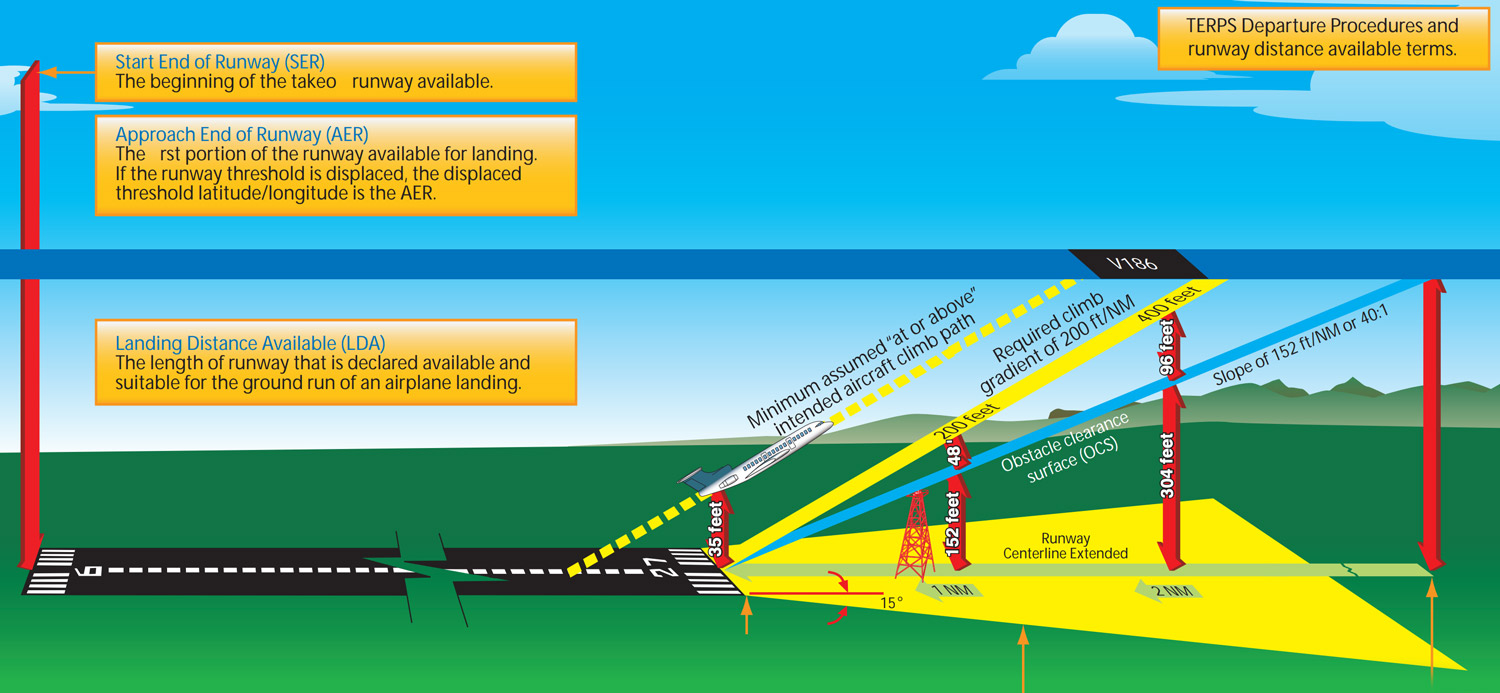 TERPS Departure Procedures and
runway distance available terms.
Start End of Runway (SER)
The beginning of the takeo runway available.
Approach End of Runway (AER)
The rst portion of the runway available for landing.
If the runway threshold is displaced, the displaced
threshold latitude/longitude is the AER.
V186
Landing Distance Available (LDA)
The length of runway that is declared available and
suitable for the ground run of an airplane landing.
Minimum assumed "at or above"
intended aircraft climb path
Required climb
gradient of 200 ft/NM
400 feet
200 feet
96 feet
Slope of 152 ft/NM or 40:1
48'
Obstacle clearance
surface (OCS)
304 feet
152 feet
35 feet
Runway
Centerline Extended
9
27
1 NM
2 NM
15°